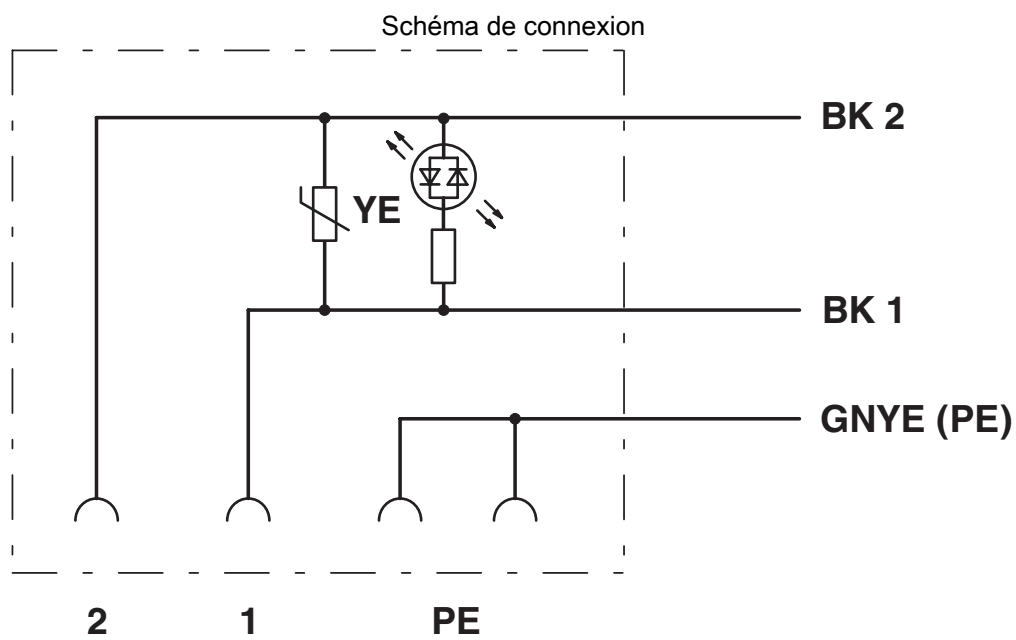 Schéma de connexion
BK 2
YE
BK 1
GNYE (PE)
2 1 PE